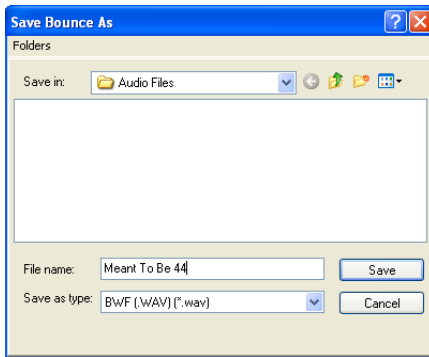 Save Bounce As
Folders
Save in: Audio Files
File name: Meant To Be 44
Save
Save as type: BWF (.WAV) (*.wav)
Cancel